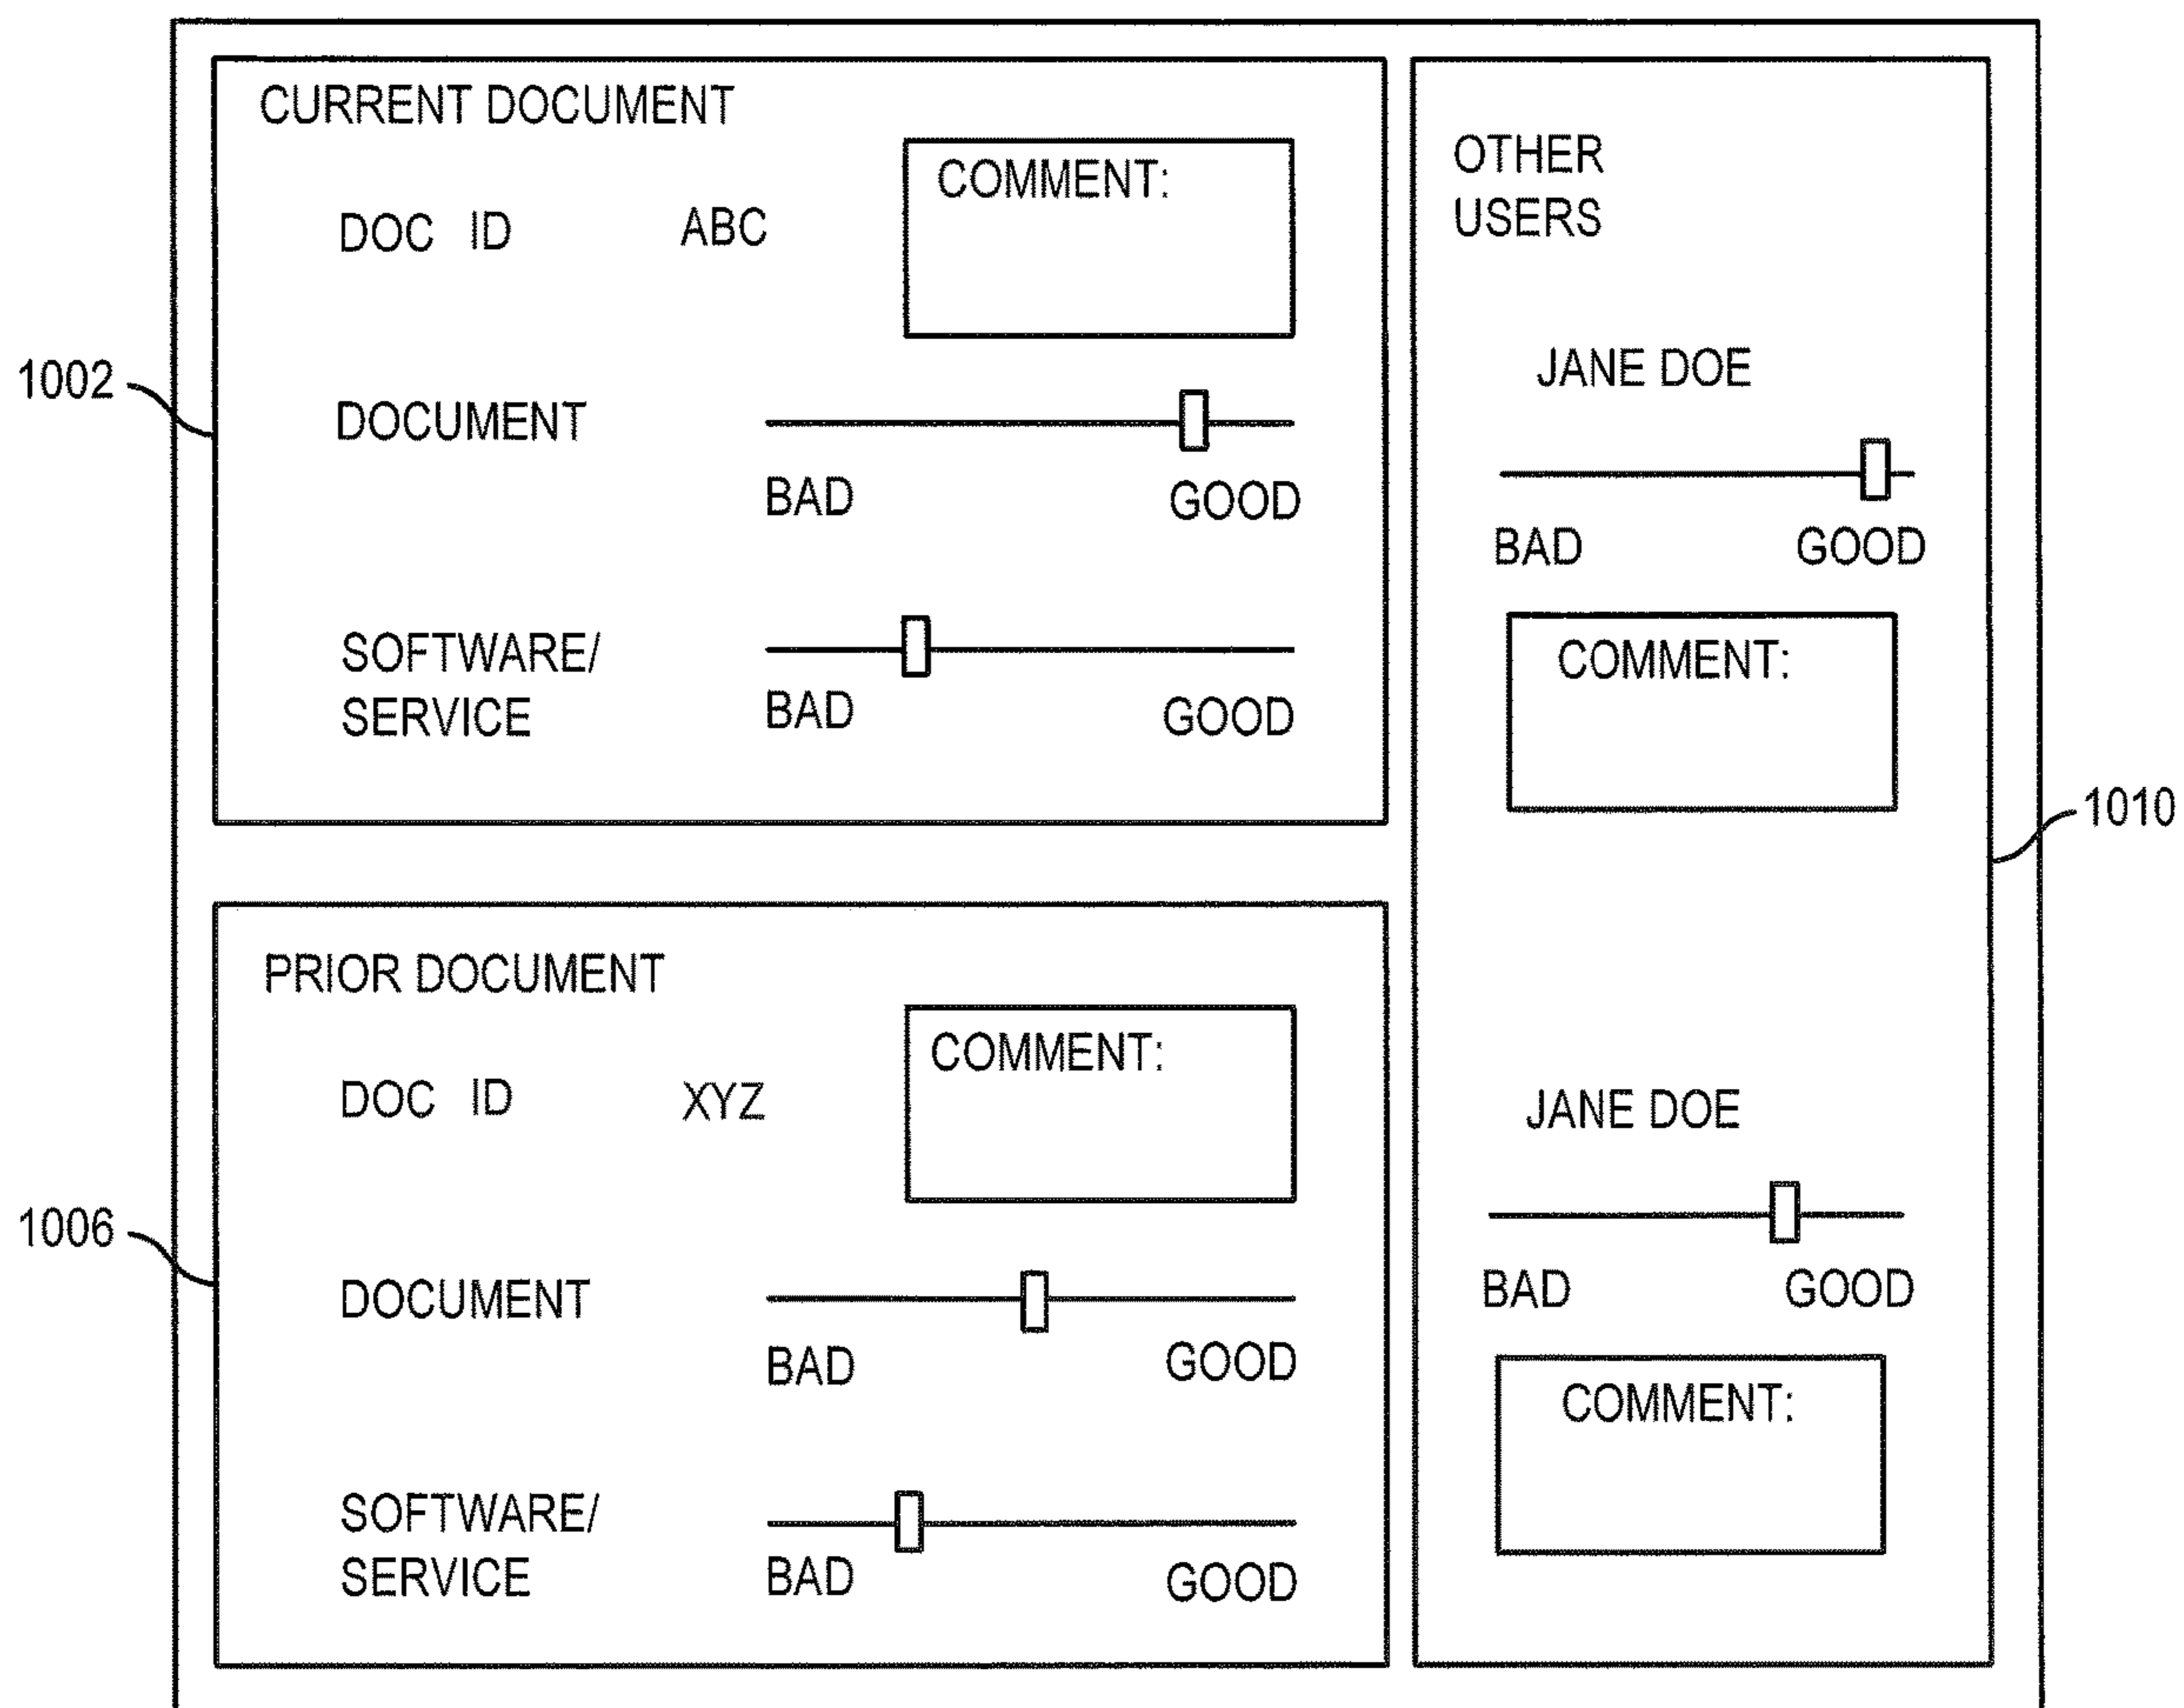 CURRENT DOCUMENT
COMMENT:
DOC ID ABC
DOCUMENT
BAD GOOD
SOFTWARE/
SERVICE
BAD GOOD
1002
PRIOR DOCUMENT
COMMENT:
DOC ID XYZ
DOCUMENT
BAD GOOD
SOFTWARE/
SERVICE
BAD GOOD
1006
OTHER
USERS
JANE DOE
BAD GOOD
COMMENT:
JANE DOE
BAD GOOD
COMMENT:
1010